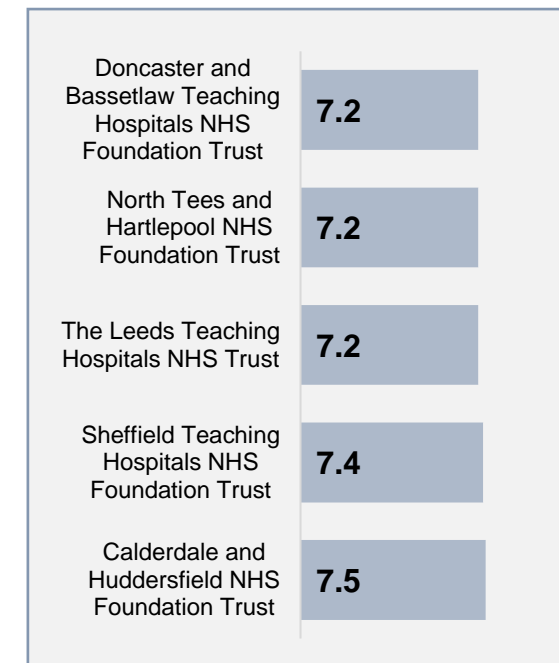 Doncaster and
Bassetlaw Teaching
Hospitals NHS
Foundation Trust
7.2
North Tees and
Hartlepool NHS
Foundation Trust
7.2
The Leeds Teaching
Hospitals NHS Trust
7.2
Sheffield Teaching
Hospitals NHS
Foundation Trust
7.4
Calderdale and
Huddersfield NHS
Foundation Trust
7.5